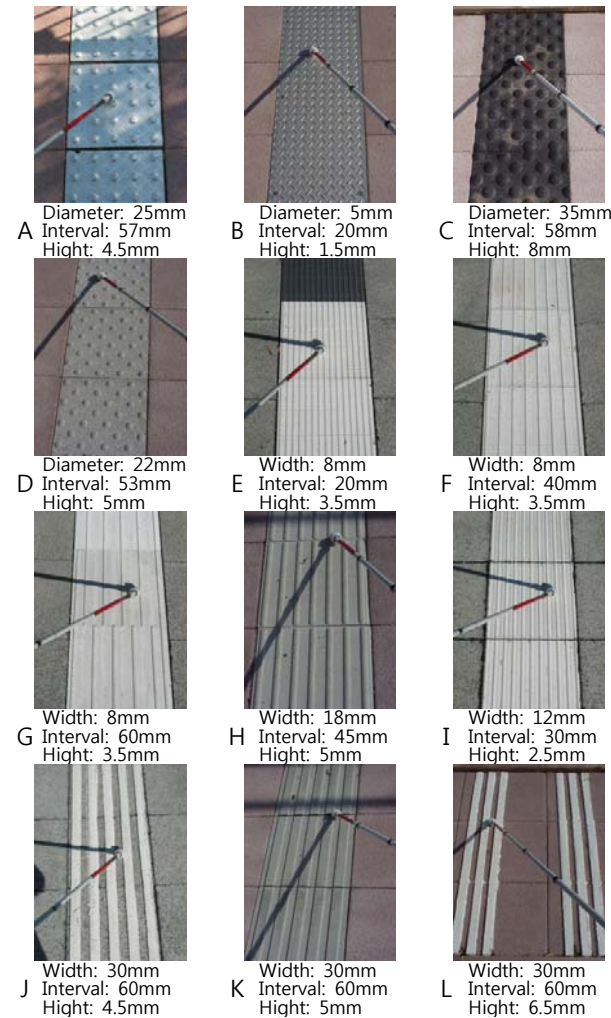 A Diameter: 25mm
Interval: 57mm
Hight: 4.5mm
B Diameter: 5mm
Interval: 20mm
Hight: 1.5mm
C Diameter: 35mm
Interval: 58mm
Hight: 8mm
D Diameter: 22mm
Interval: 53mm
Hight: 5mm
E Width: 8mm
Interval: 20mm
Hight: 3.5mm
F Width: 8mm
Interval: 40mm
Hight: 3.5mm
G Width: 8mm
Interval: 60mm
Hight: 3.5mm
H Width: 18mm
Interval: 45mm
Hight: 5mm
I Width: 12mm
Interval: 30mm
Hight: 2.5mm
J Width: 30mm
Interval: 60mm
Hight: 4.5mm
K Width: 30mm
Interval: 60mm
Hight: 5mm
L Width: 30mm
Interval: 60mm
Hight: 6.5mm